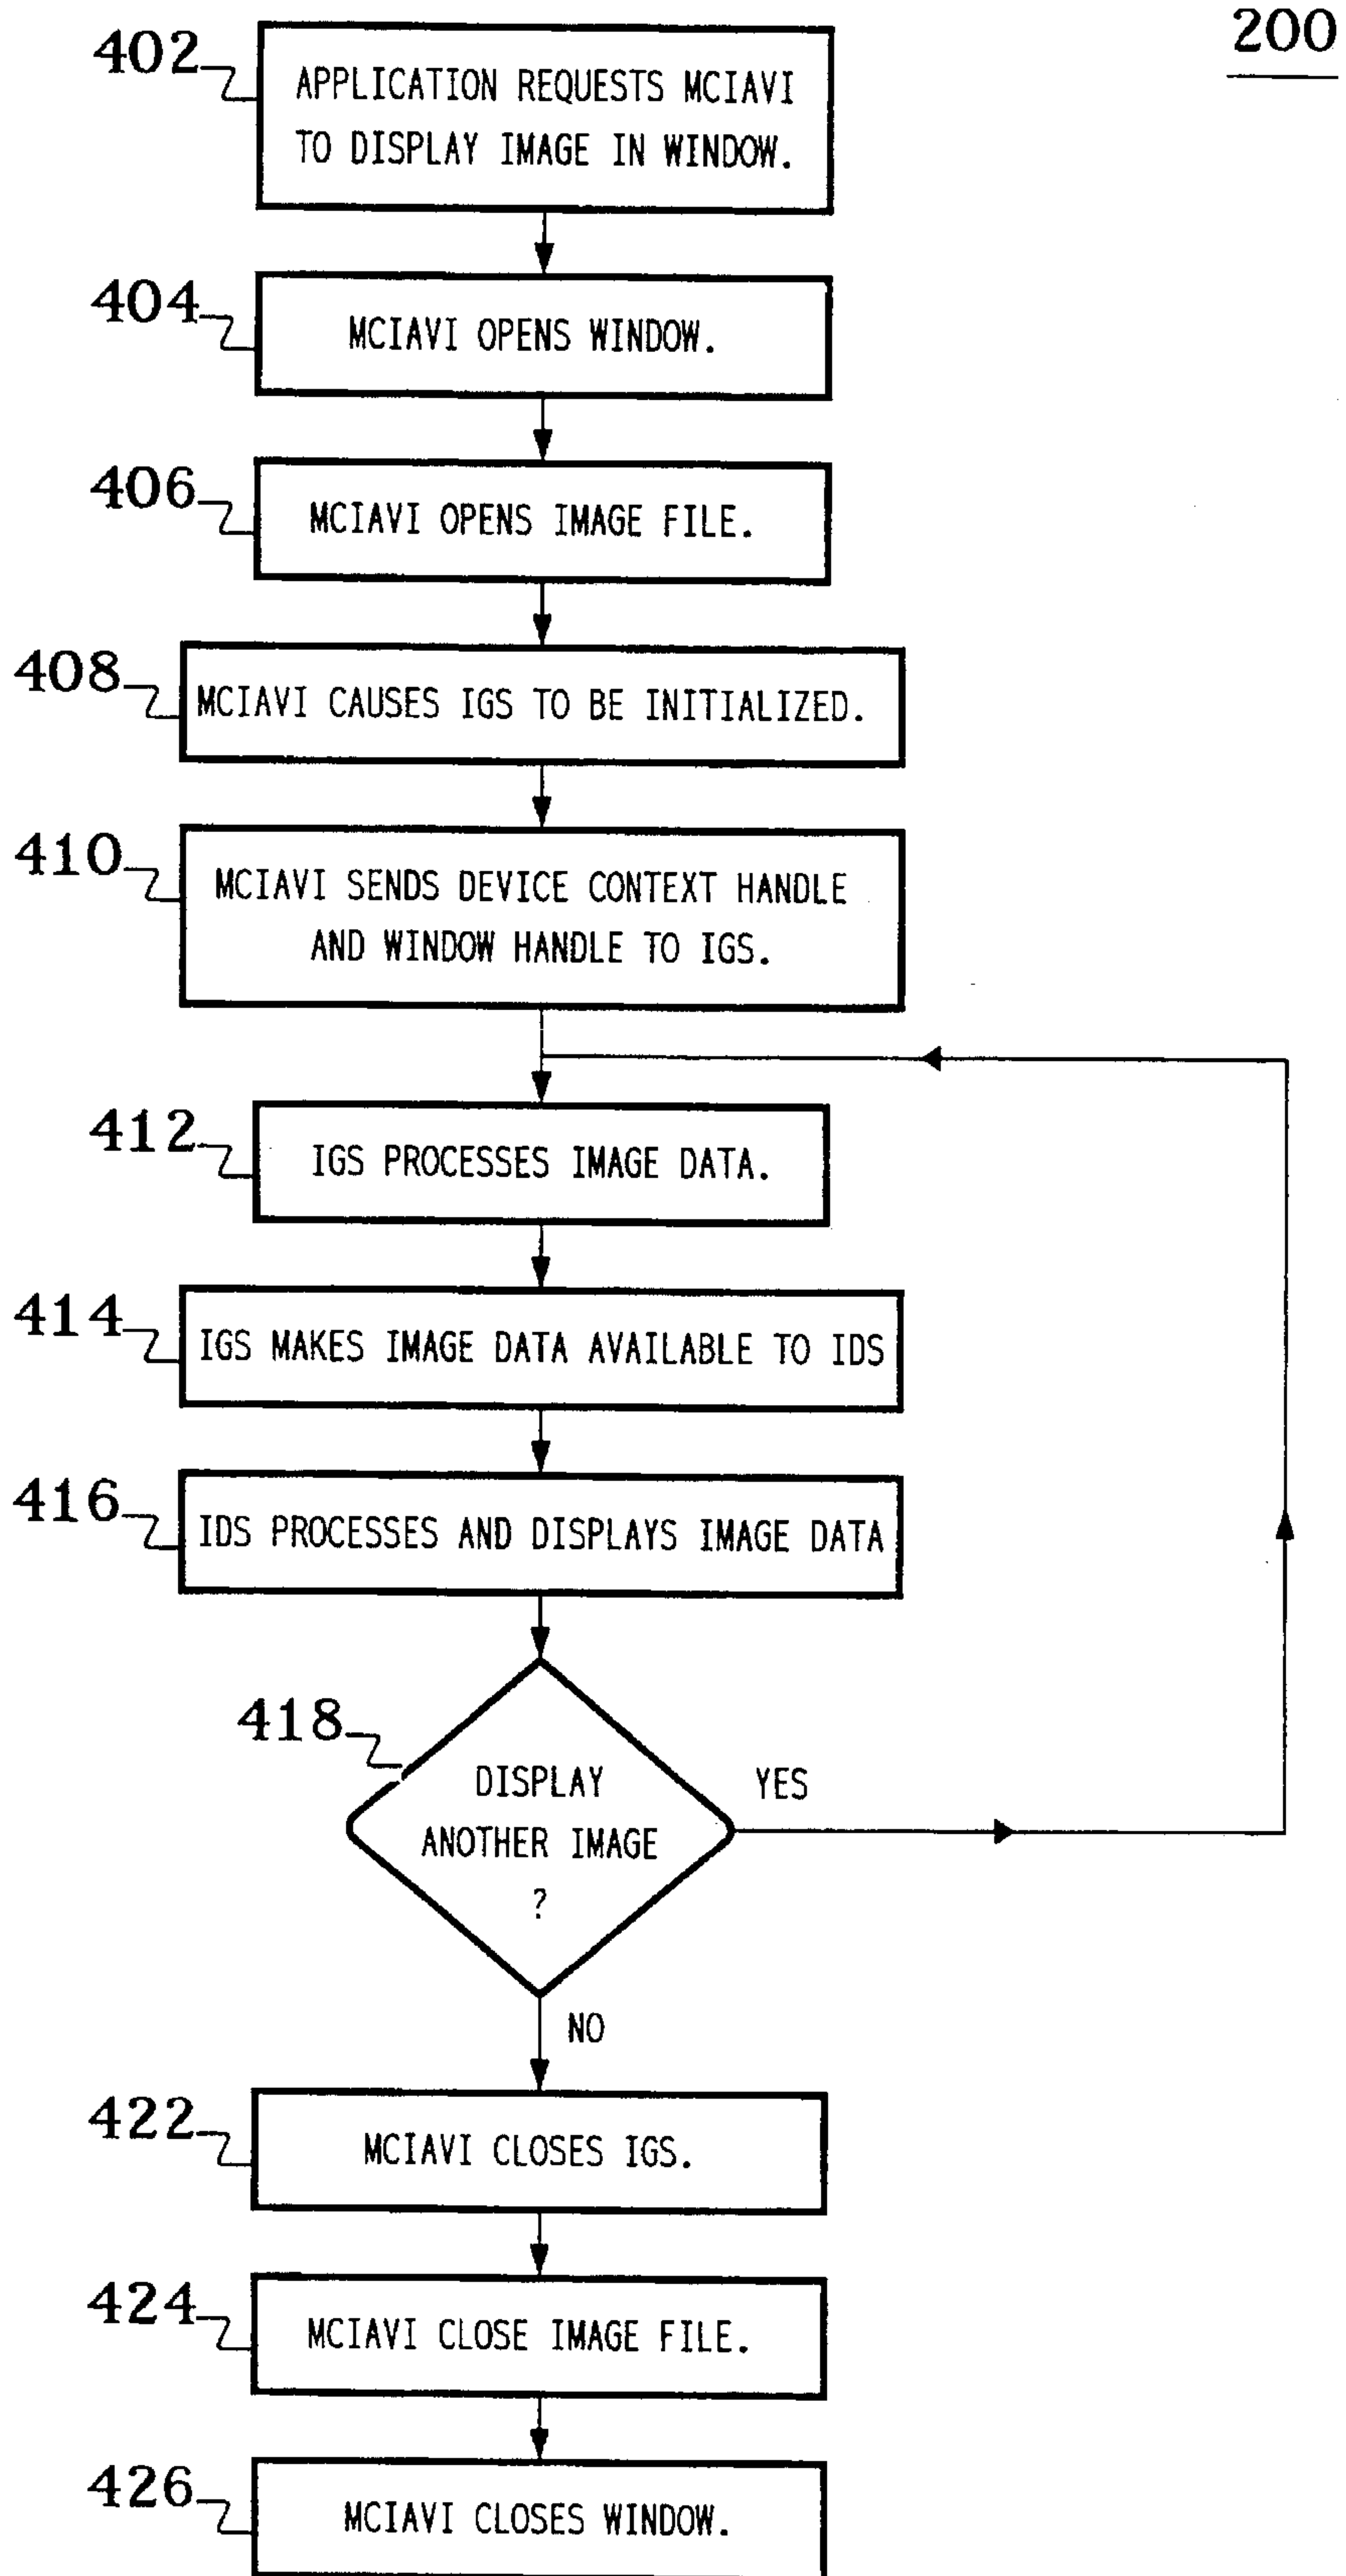 200
402
APPLICATION REQUESTS MCIAVI
TO DISPLAY IMAGE IN WINDOW.
404
MCIAVI OPENS WINDOW.
406
MCIAVI OPENS IMAGE FILE.
408
MCIAVI CAUSES IGS TO BE INITIALIZED.
410
MCIAVI SENDS DEVICE CONTEXT HANDLE
AND WINDOW HANDLE TO IGS.
412
IGS PROCESSES IMAGE DATA.
414
IGS MAKES IMAGE DATA AVAILABLE TO IDS
416
IDS PROCESSES AND DISPLAYS IMAGE DATA
418
DISPLAY
ANOTHER IMAGE
?
YES
NO
422
MCIAVI CLOSES IGS.
424
MCIAVI CLOSE IMAGE FILE.
426
MCIAVI CLOSES WINDOW.